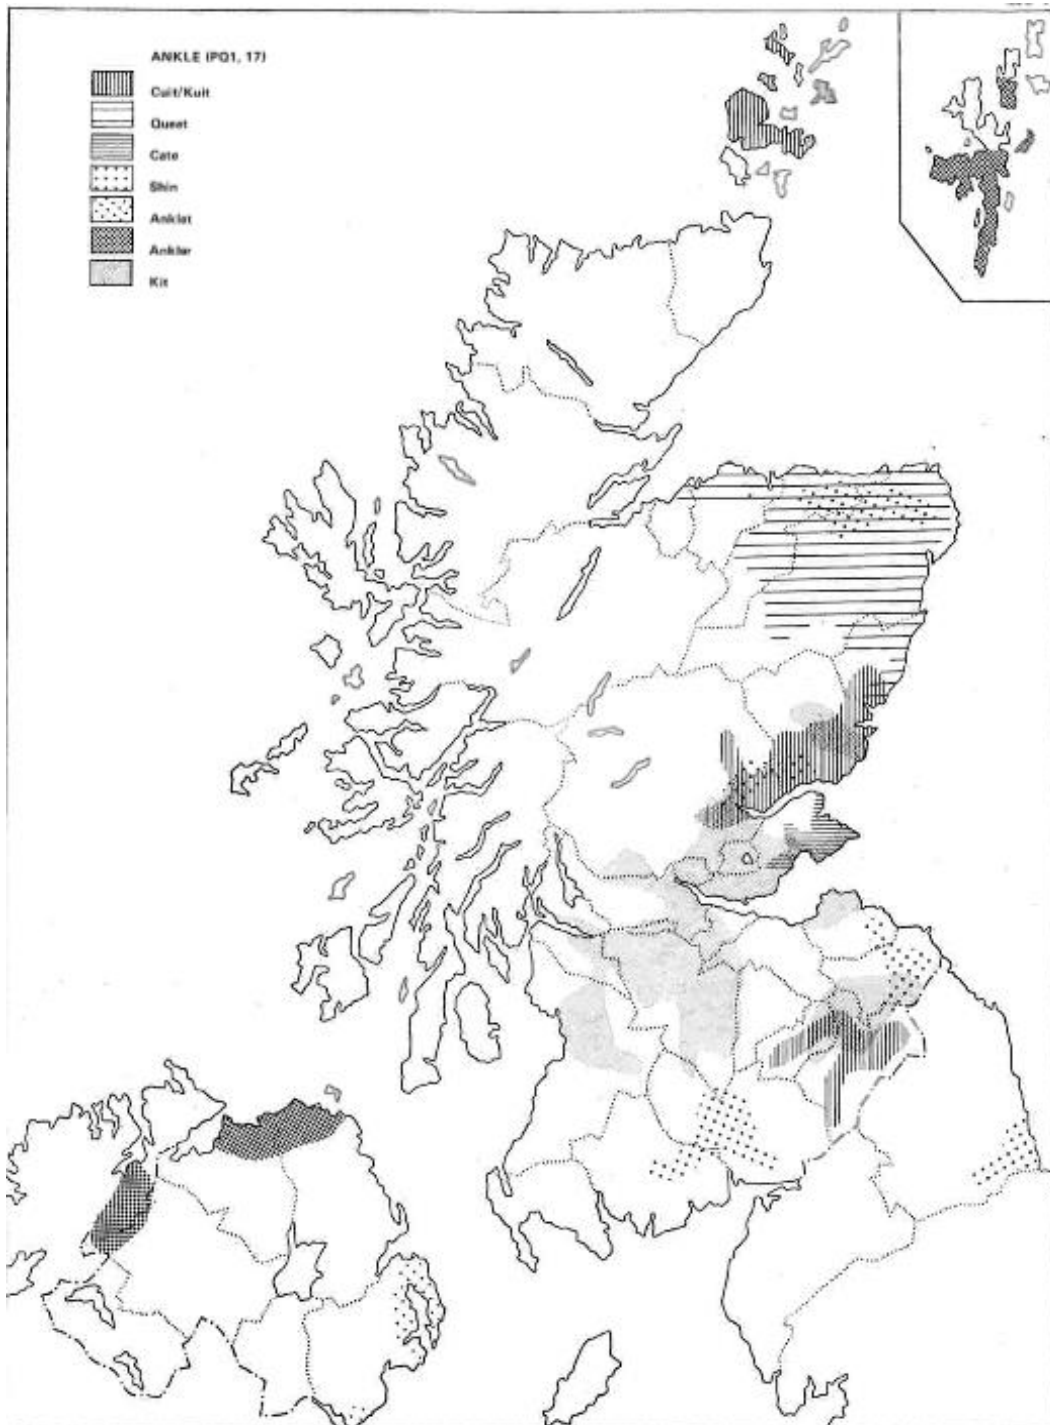 ANKLE (PQ1, 17)
Cuit/Kuit
Queet
Cate
Shin
Anklet
Ankler
Kit